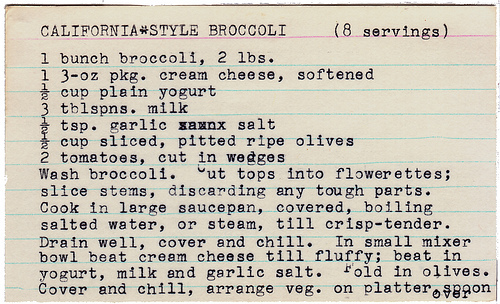 CALIFORNIA*STYLE BROCCOLI (8 servings)
1 bunch broccoli, 2 lbs.
1 3-oz pkg. cream cheese, softened
½ cup plain yogurt
3 tblspns. milk
½ tsp. garlic salt
½ cup sliced, pitted ripe olives
2 tomatoes, cut in wedges
Wash broccoli. Cut tops into flowerettes;
slice stems, discarding any tough parts.
Cook in large saucepan, covered, boiling
salted water, or steam, till crisp-tender.
Drain well, cover and chill. In small mixer
bowl beat cream cheese till fluffy; beat in
yogurt, milk and garlic salt. Fold in olives.
Cover and chill, arrange veg. on platter, spoon
over